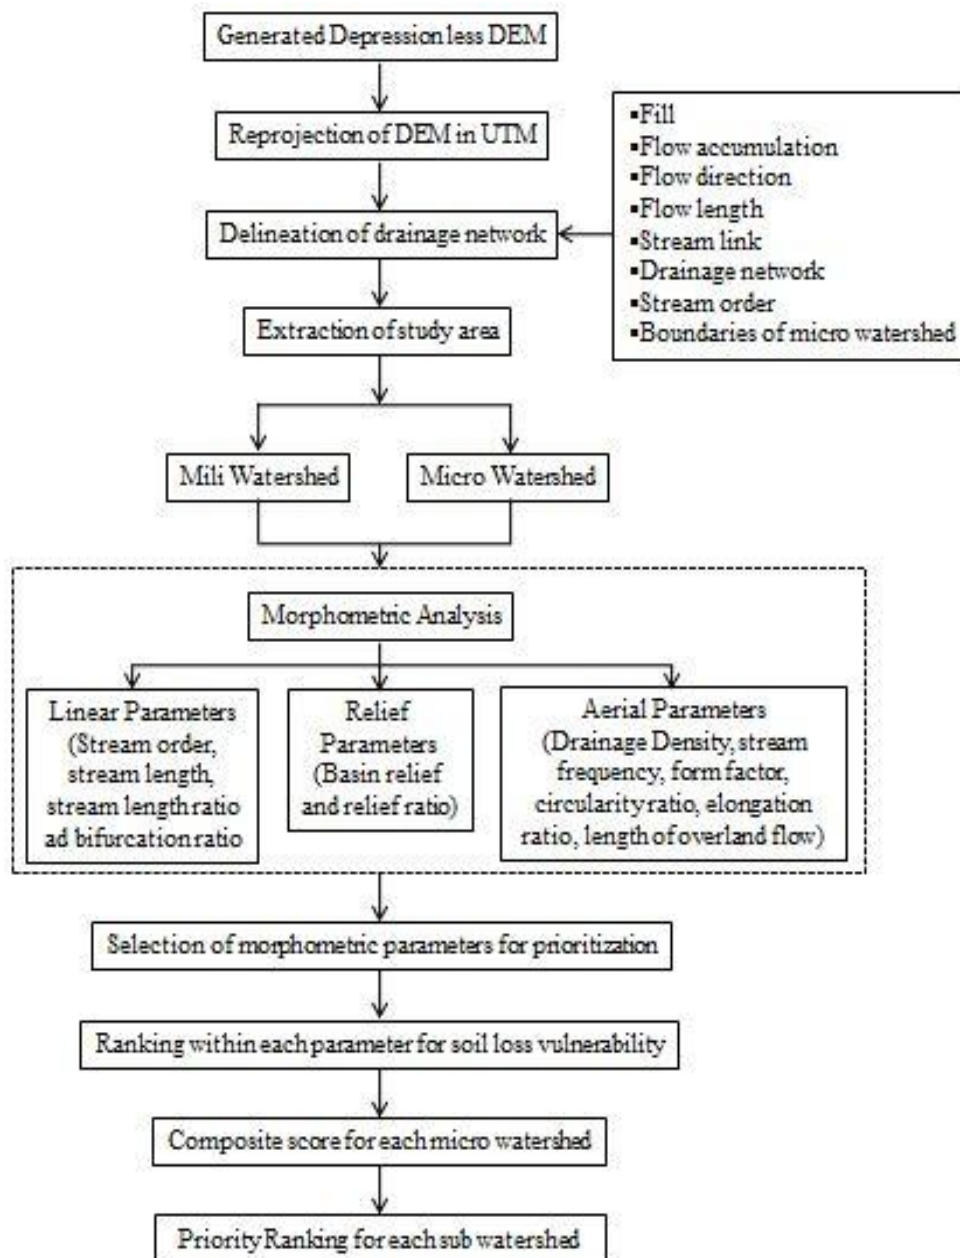 Generated Depression less DEM
Reprojection of DEM in UTM
▪Fill
▪Flow accumulation
▪Flow direction
▪Flow length
▪Stream link
▪Drainage network
▪Stream order
▪Boundaries of micro watershed
Delineation of drainage network
Extraction of study area
Mili Watershed
Micro Watershed
Morphometric Analysis
Linear Parameters
(Stream order,
stream length,
stream length ratio
ad bifurcation ratio
Relief
Parameters
(Basin relief
and relief ratio)
Aerial Parameters
(Drainage Density, stream
frequency, form factor,
circularity ratio, elongation
ratio, length of overland flow)
Selection of morphometric parameters for prioritization
Ranking within each parameter for soil loss vulnerability
Composite score for each micro watershed
Priority Ranking for each sub watershed